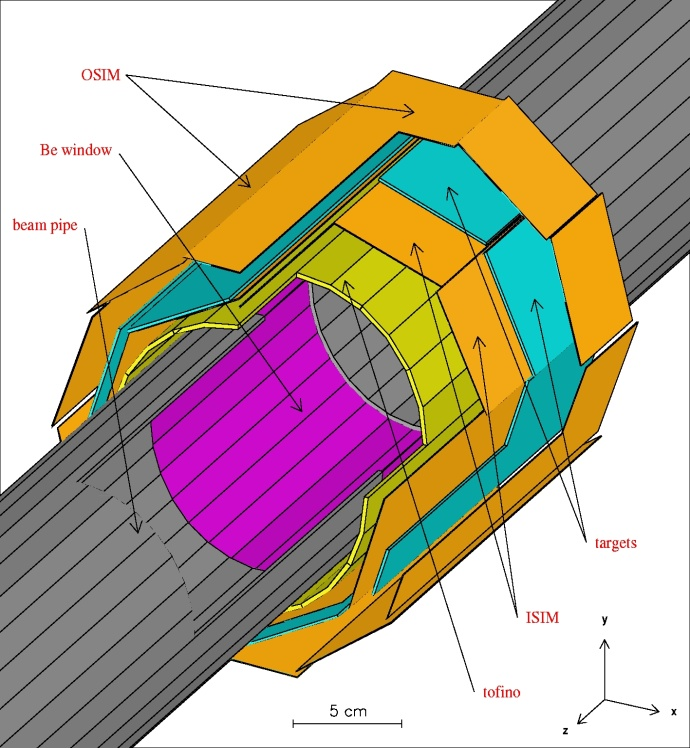 OSIM
Be window
beam pipe
targets
ISIM
tofino
5 cm
y
x
z